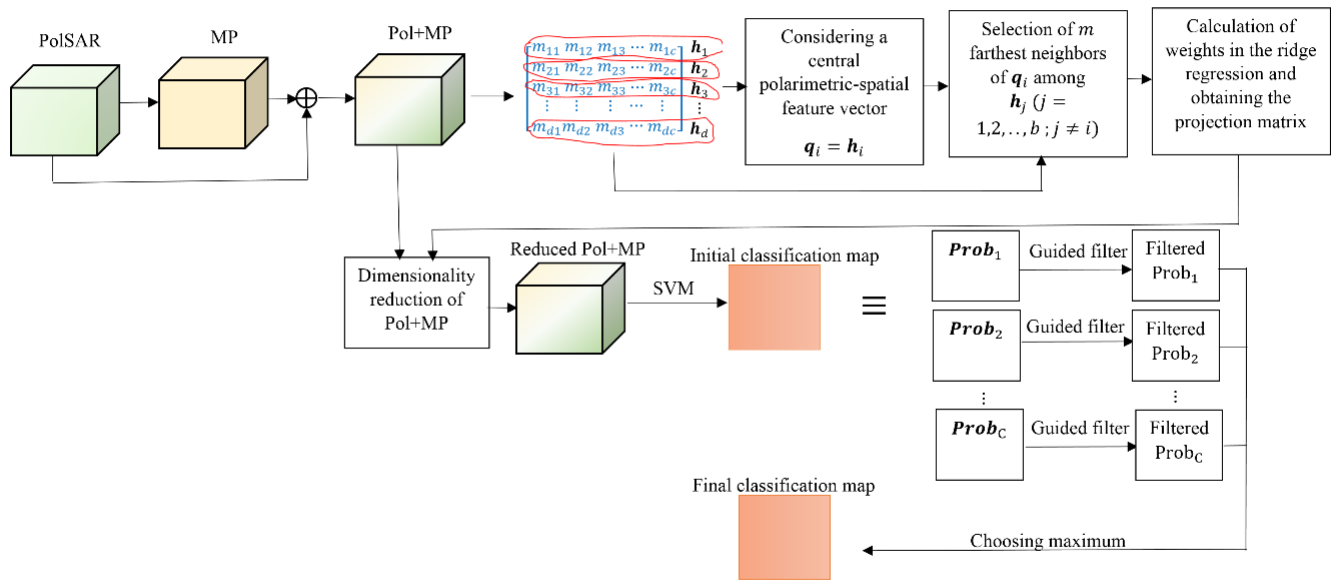 PolSAR
MP
Pol+MP
m11 m12 m13 ⋯ m1c h1
m21 m22 m23 ⋯ m2c h2
m31 m32 m33 ⋯ m3c h3
⋮ ⋮ ⋮ … ⋮ ⋮
md1 md2 md3 ⋯ mdc hd
Considering a
central
polarimetric-spatial
feature vector
qi = hi
Selection of m
farthest neighbors
of qi among
hj (j =
1,2,..,b ; j ≠ i)
Calculation of
weights in the ridge
regression and
obtaining the
projection matrix
Dimensionality
reduction of
Pol+MP
Reduced Pol+MP
SVM
Initial classification map
≡
Prob1
Guided filter
Filtered
Prob1
Prob2
Guided filter
Filtered
Prob2
⋮ ⋮
ProbC
Guided filter
Filtered
ProbC
Final classification map
Choosing maximum